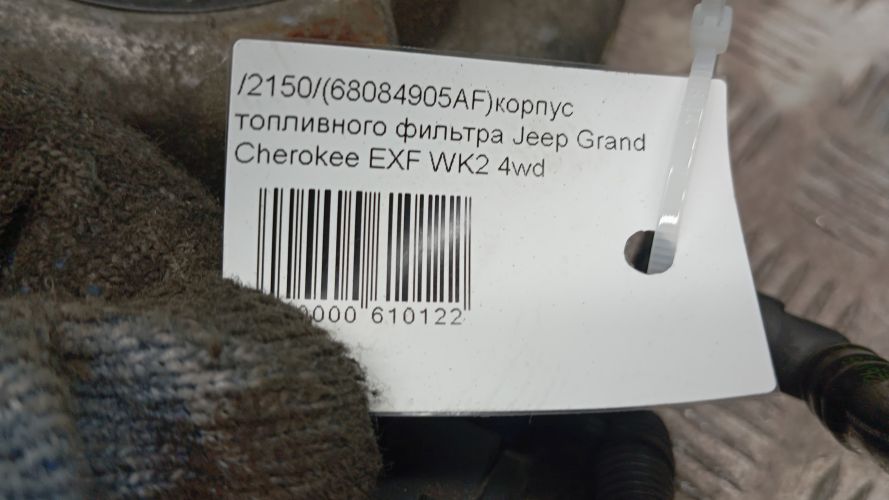 /2150/(68084905AF)корпус
топливного фильтра Jeep Grand
Cherokee EXF WK2 4wd
0000 610122